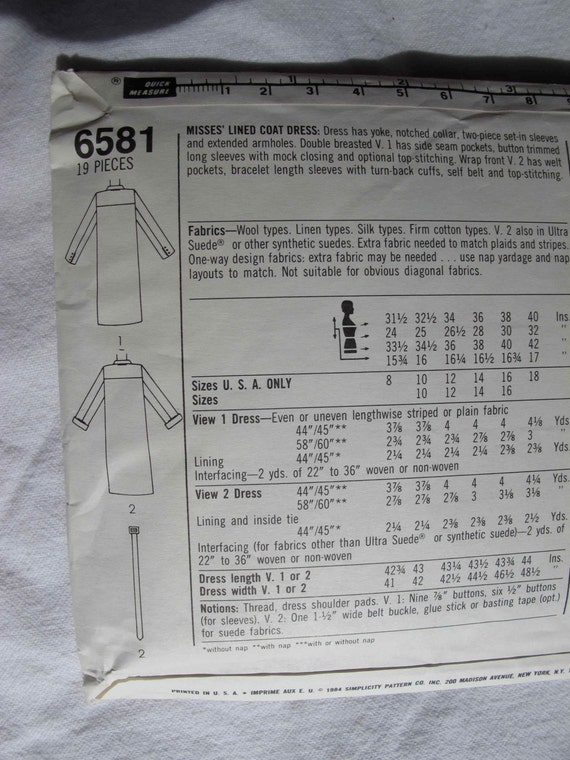 ® QUICK MEASURE 1 1 2 3 4 2 5 6 7 3 8
6581
19 PIECES
MISSES' LINED COAT DRESS: Dress has yoke, notched collar, two-piece set-in sleeves
and extended armholes. Double breasted V. 1 has side seam pockets, button trimmed
long sleeves with mock closing and optional top-stitching. Wrap front V. 2 has welt
pockets, bracelet length sleeves with turn-back cuffs, self belt and top-stitching.
Fabrics—Wool types. Linen types. Silk types. Firm cotton types. V. 2 also in Ultra
Suede® or other synthetic suedes. Extra fabric needed to match plaids and stripes.
One-way design fabrics: extra fabric may be needed . . . use nap yardage and nap
layouts to match. Not suitable for obvious diagonal fabrics.
31½ 32½ 34 36 38 40 Ins.
24 25 26½ 28 30 32 "
33½ 34½ 36 38 40 42 "
15¾ 16 16¼ 16½ 16¾ 17 "
Sizes U. S. A. ONLY 8 10 12 14 16 18
Sizes 10 12 14 16
View 1 Dress—Even or uneven lengthwise striped or plain fabric
44"/45"** 3⅞ 3⅞ 4 4 4 4⅛ Yds
58"/60"** 2¾ 2¾ 2¾ 2⅞ 2⅞ 3 "
Lining 44"/45"* 2¼ 2¼ 2¼ 2¼ 2⅜ 2⅜ Yds
Interfacing—2 yds. of 22" to 36" woven or non-woven
View 2 Dress 44"/45"** 3⅞ 3⅞ 4 4 4 4¼ Yds
58"/60"** 2⅞ 2⅞ 2⅞ 3 3⅛ 3⅛ "
Lining and inside tie
44"/45"* 2¼ 2¼ 2⅜ 2⅜ 2⅜ 2½ Yds.
Interfacing (for fabrics other than Ultra Suede® or synthetic suede)—2 yds. of
22" to 36" woven or non-woven
Dress length V. 1 or 2 42¾ 43 43¼ 43½ 43¾ 44 Ins.
Dress width V. 1 or 2 41 42 42½ 44½ 46½ 48½ "
Notions: Thread, dress shoulder pads. V. 1: Nine ⅞" buttons, six ½" buttons
(for sleeves). V. 2: One 1-½" wide belt buckle, glue stick or basting tape (opt.)
for suede fabrics.
*without nap **with nap ***with or without nap
1
2
2
PRINTED IN U. S. A. — IMPRIME AUX E. U. © 1984 SIMPLICITY PATTERN CO. INC. 200 MADISON AVENUE, NEW YORK, N.Y.